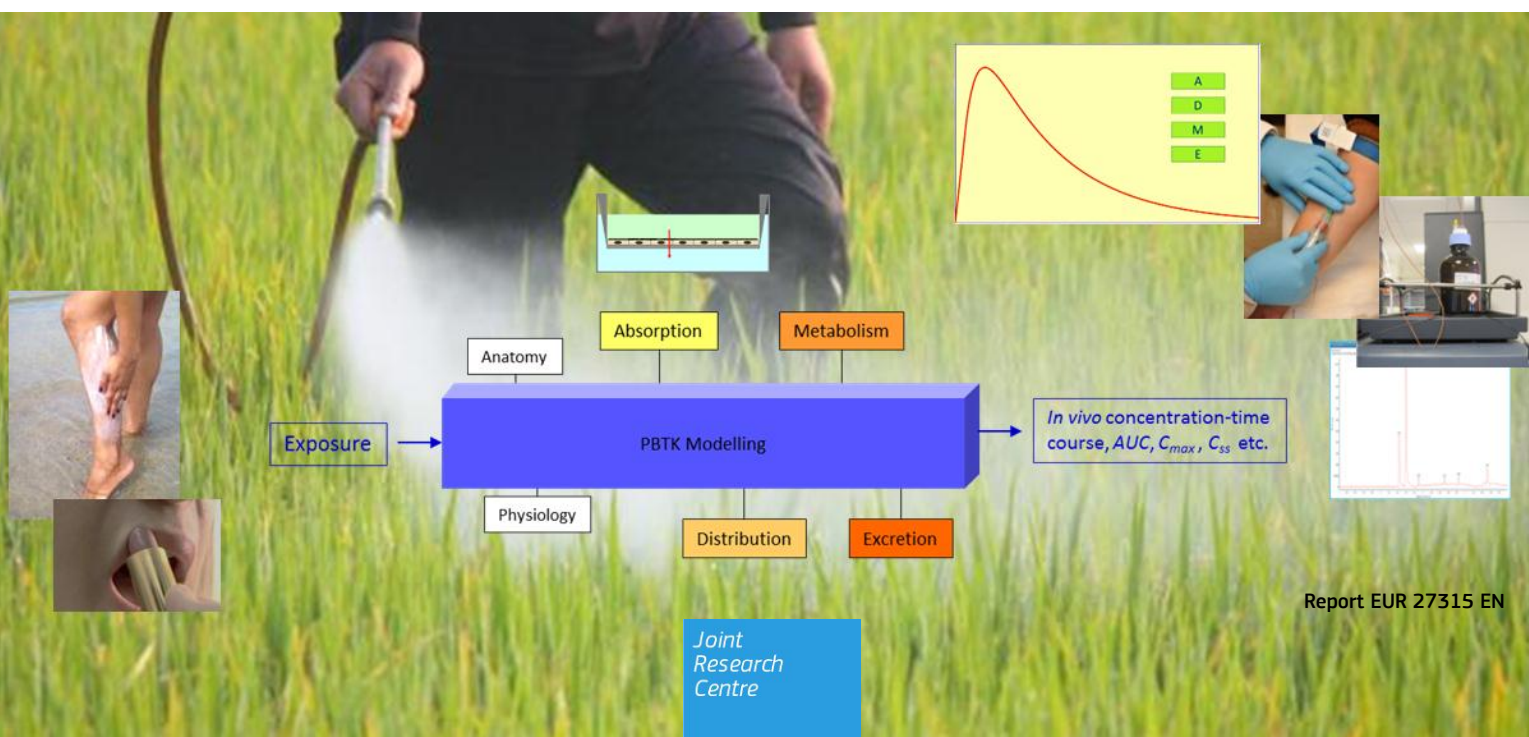 A
D
M
E
Absorption
Metabolism
Anatomy
Exposure
PBTK Modelling
In vivo concentration-time
course, AUC, Cmax, Css etc.
Physiology
Distribution
Excretion
Report EUR 27315 EN
Joint
Research
Centre